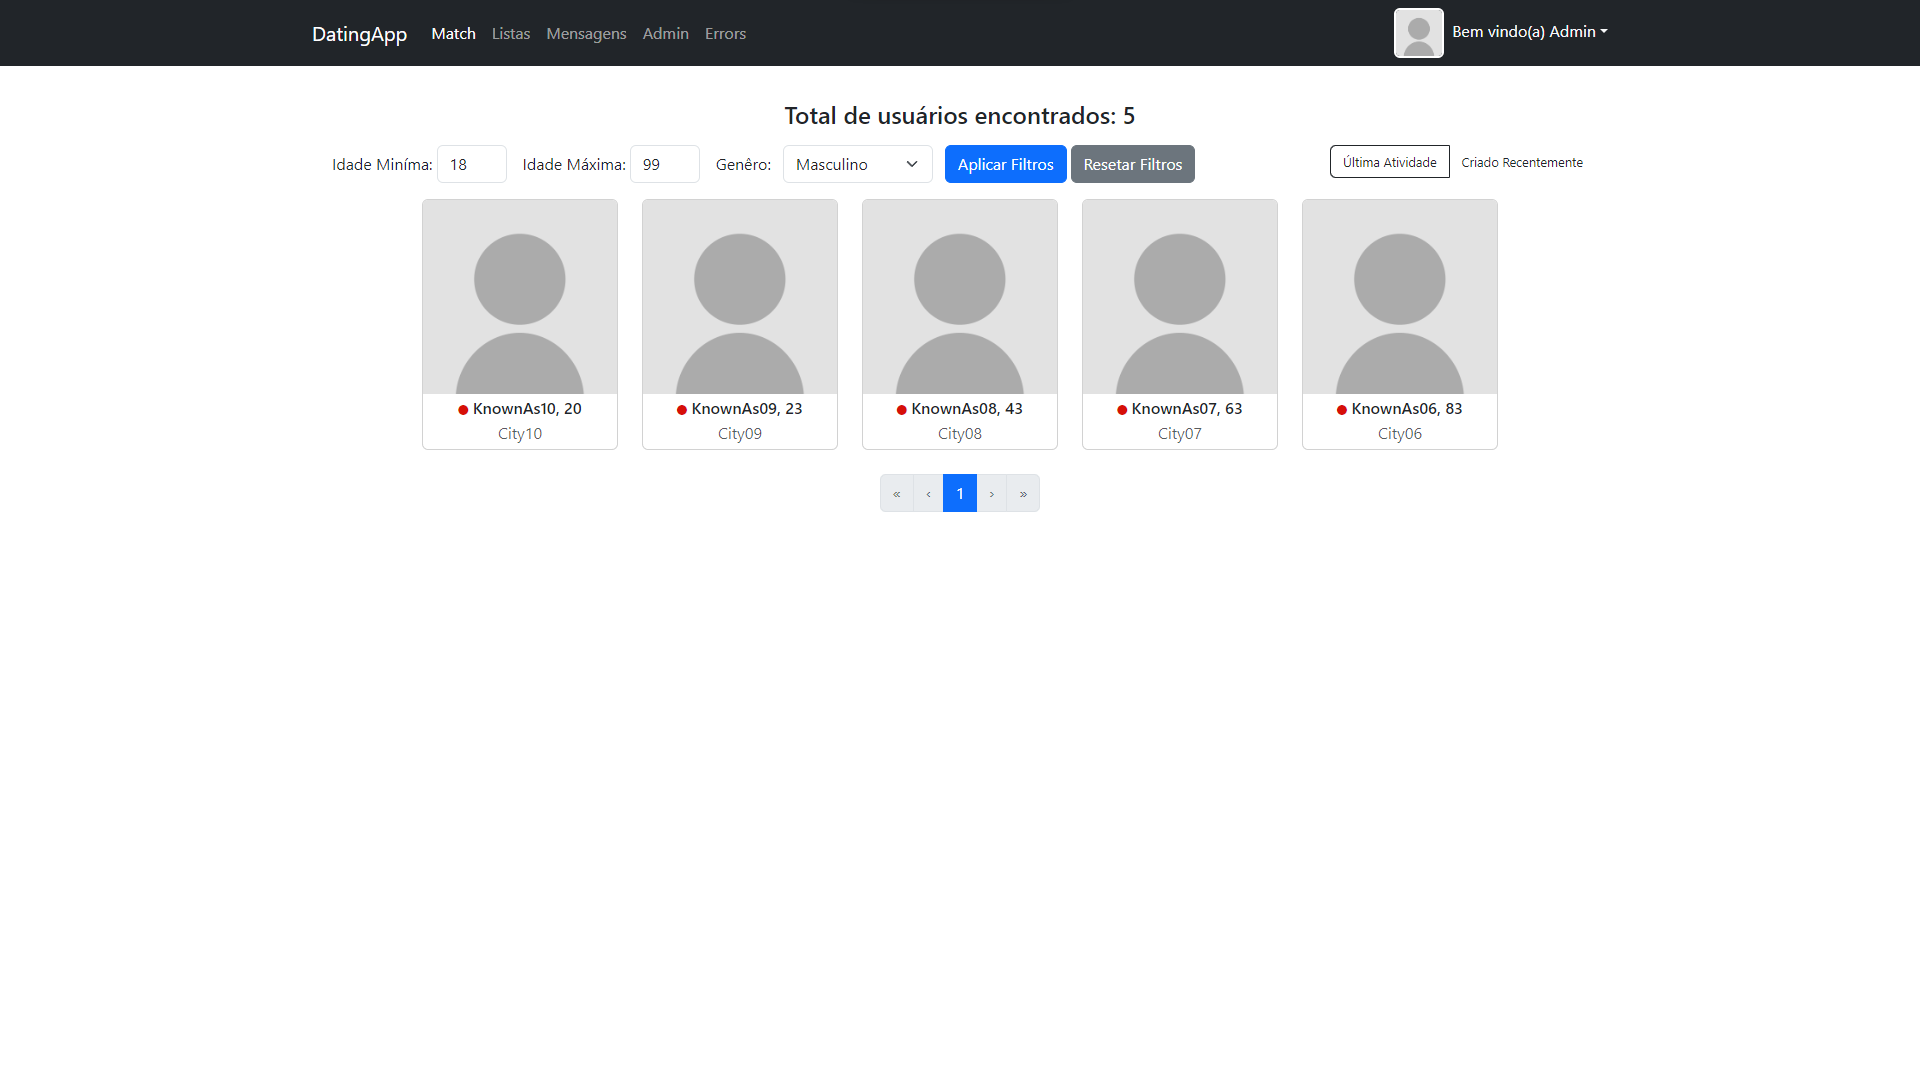 DatingApp Match Listas Mensagens Admin Errors Bem vindo(a) Admin
Total de usuários encontrados: 5
Idade Miníma: 18 Idade Máxima: 99 Genêro: Masculino Aplicar Filtros Resetar Filtros Última Atividade Criado Recentemente
KnownAs10, 20
City10
KnownAs09, 23
City09
KnownAs08, 43
City08
KnownAs07, 63
City07
KnownAs06, 83
City06
« ‹ 1 › »